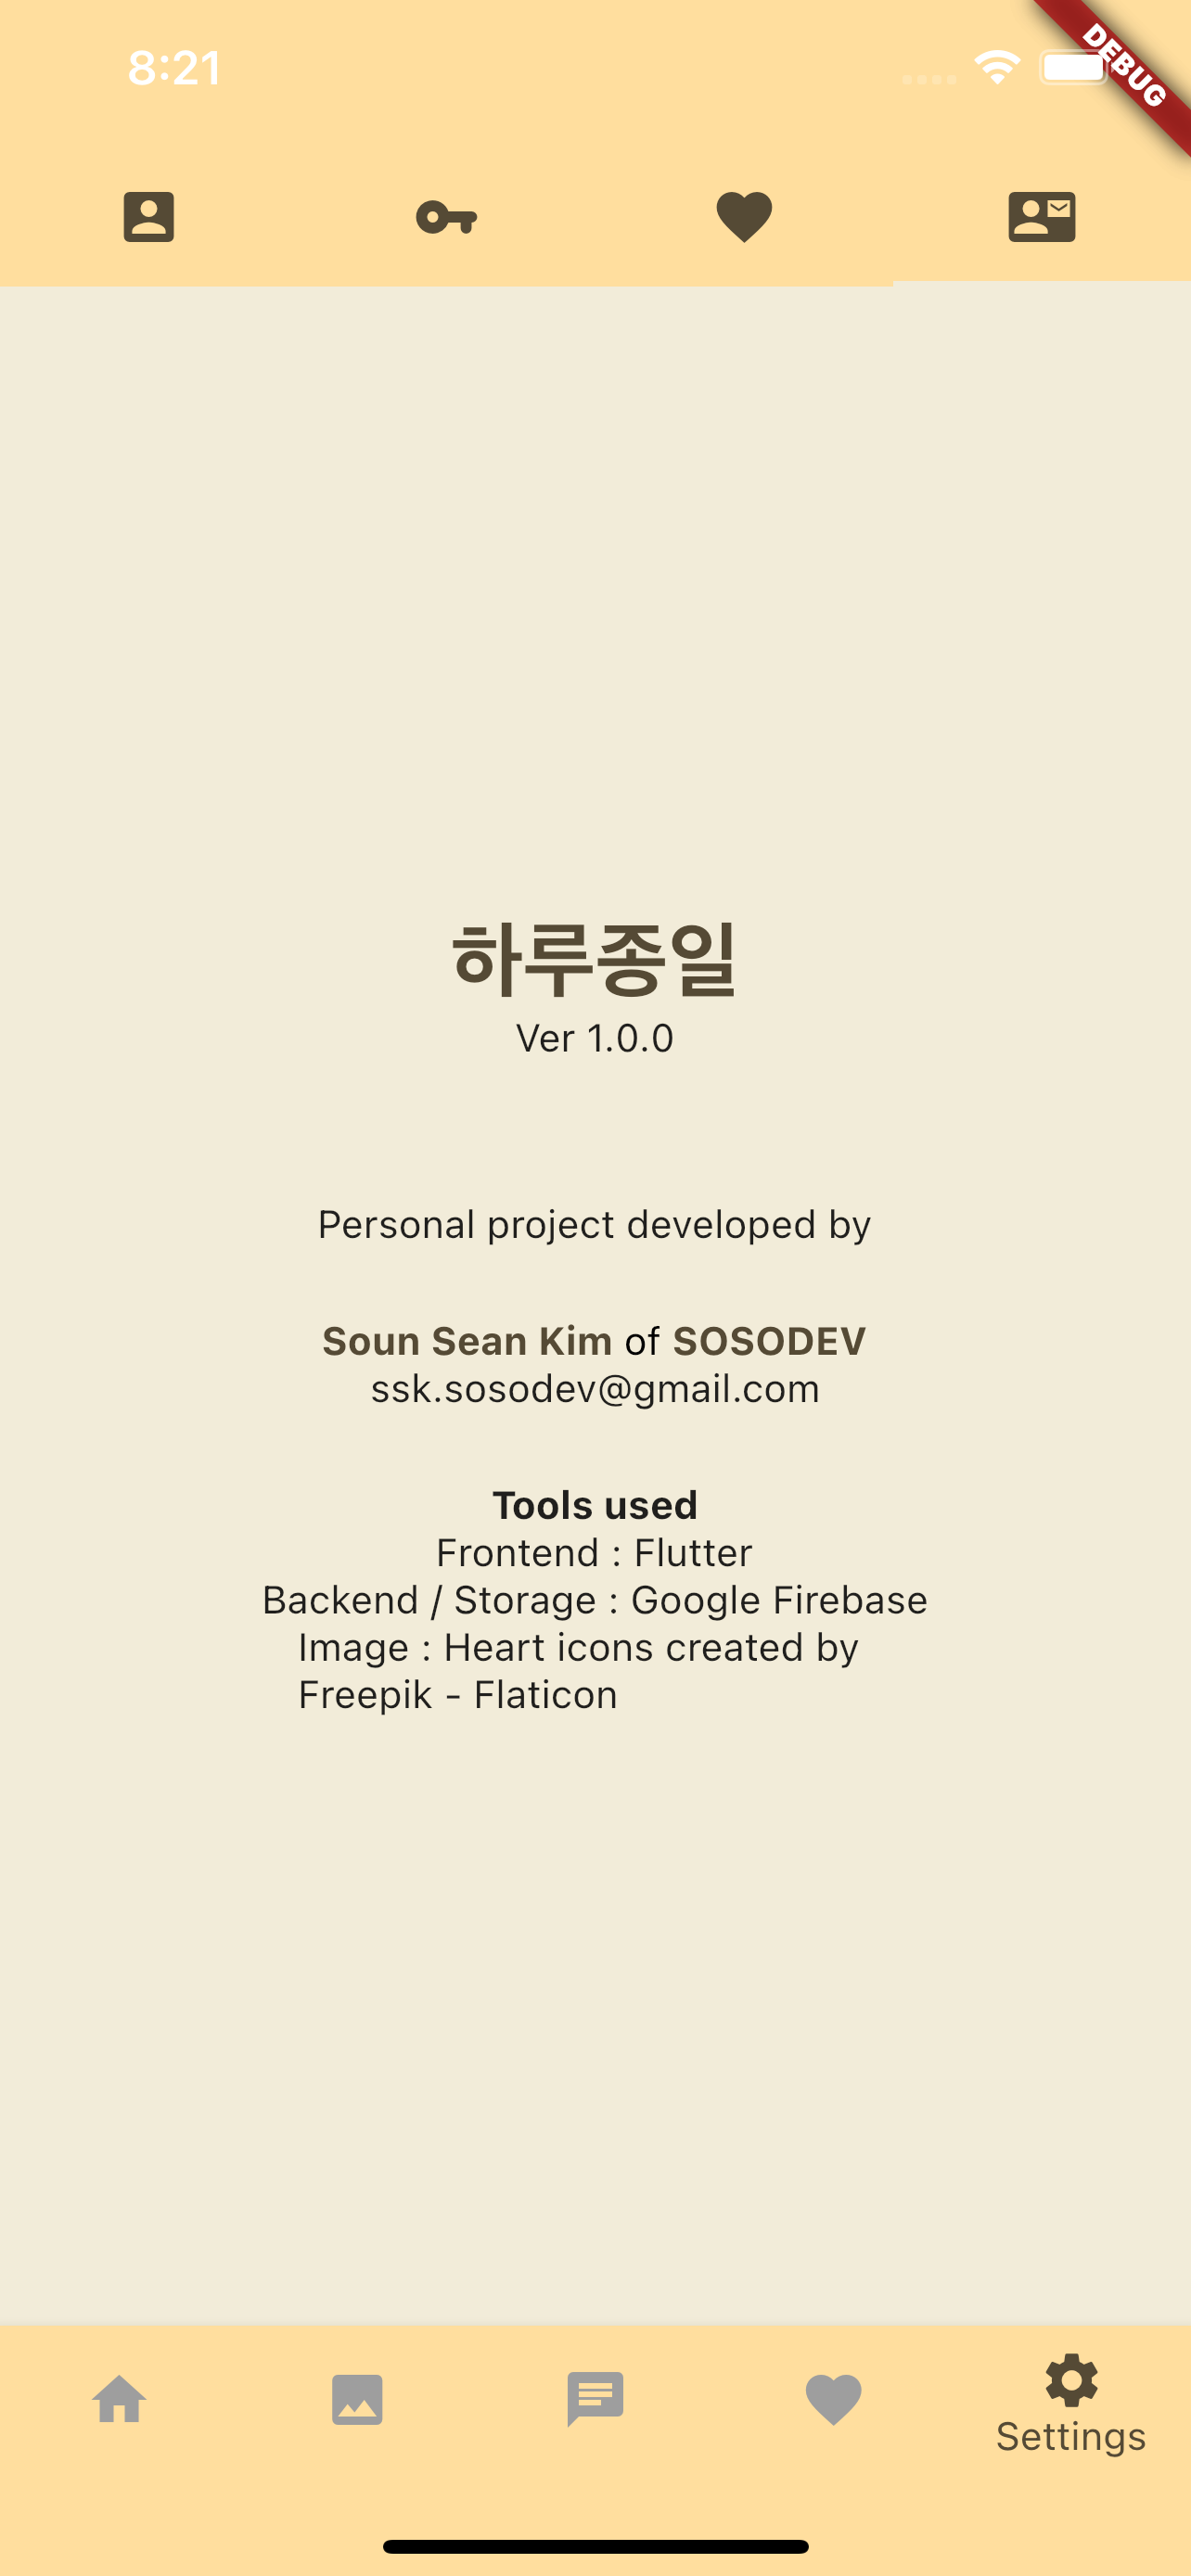 8:21
DEBUG
하루종일
Ver 1.0.0
Personal project developed by
Soun Sean Kim of SOSODEV
ssk.sosodev@gmail.com
Tools used
Frontend : Flutter
Backend / Storage : Google Firebase
Image : Heart icons created by
Freepik - Flaticon
Settings